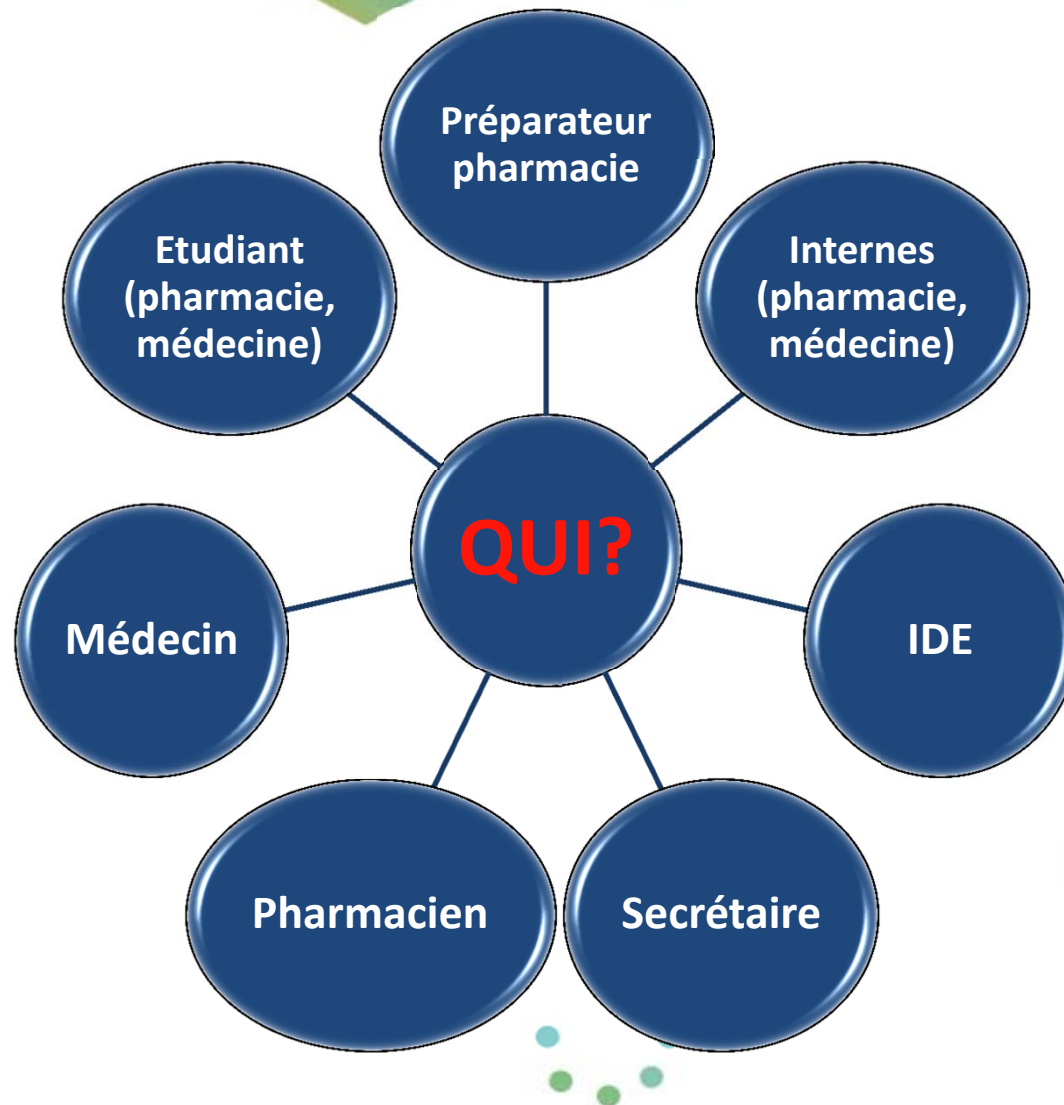 Préparateur
pharmacie
Etudiant
(pharmacie,
médecine)
Internes
(pharmacie,
médecine)
QUI?
Médecin
IDE
Pharmacien
Secrétaire